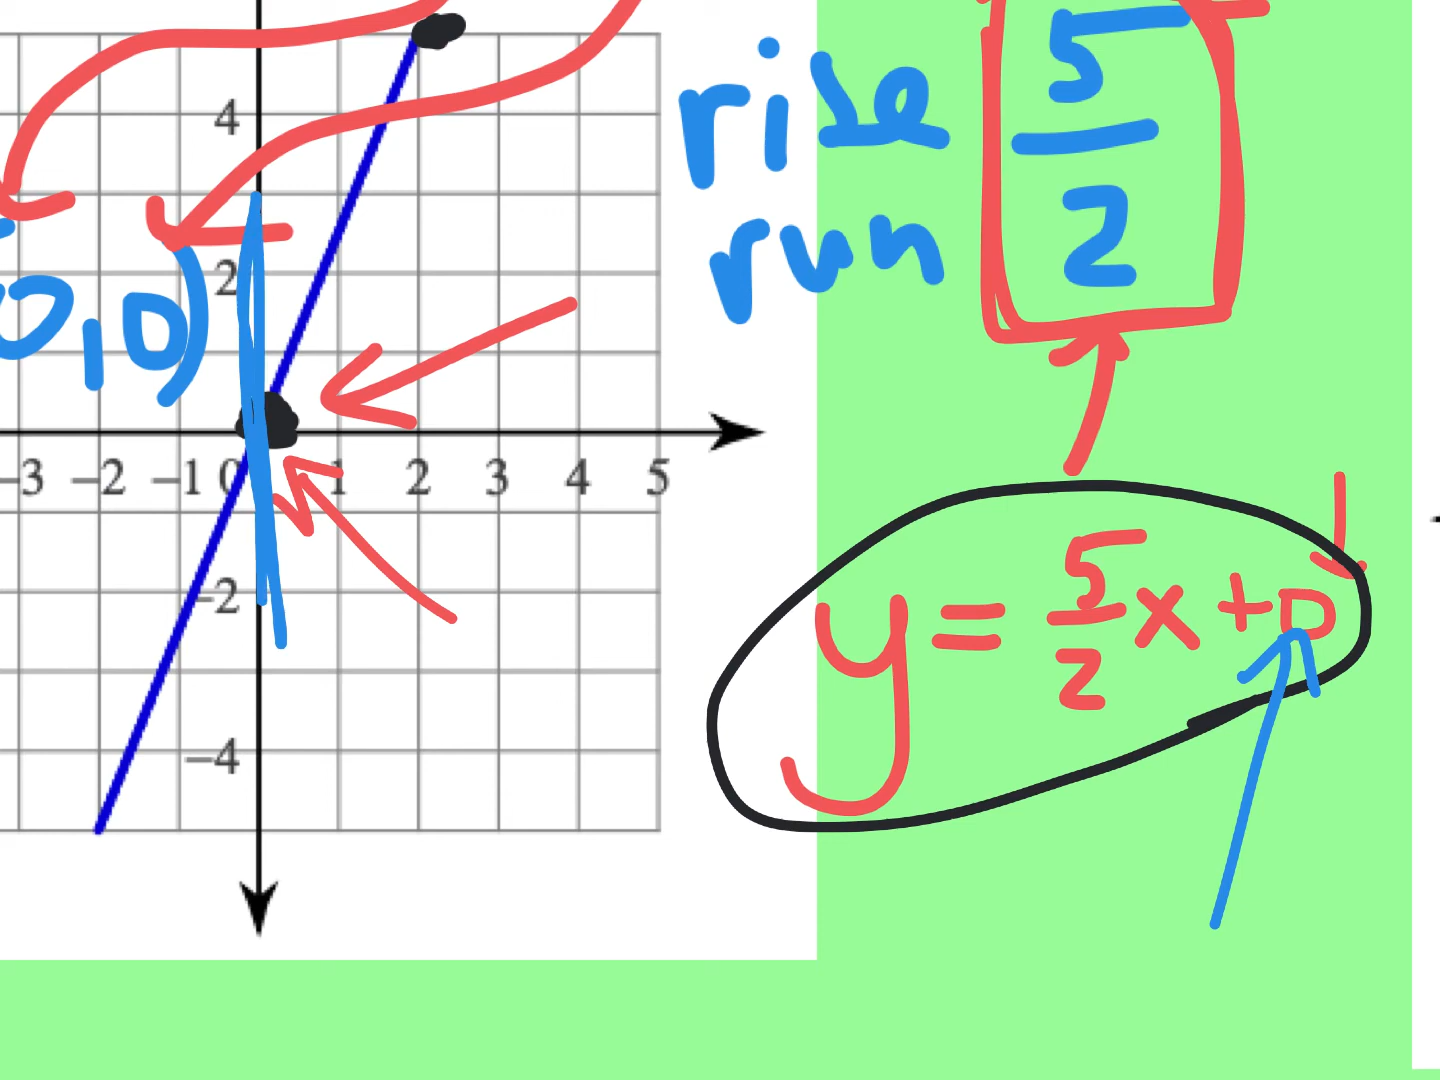 rise 5
run 2
4
2
(0,0)
-3 -2 -1 0 1 2 3 4 5
-2
-4
y = 5/2 x + 0